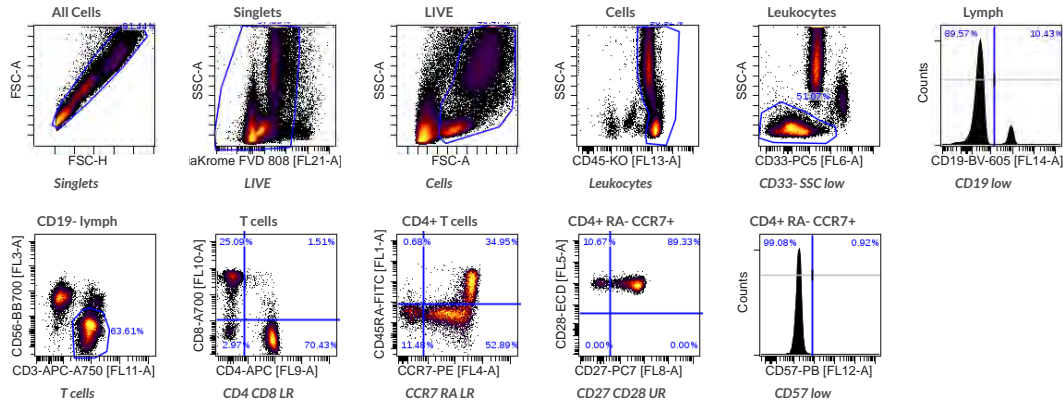 All Cells
Singlets
LIVE
Cells
Leukocytes
Lymph
89.57%
10.43%
51.07%
FSC-A
SSC-A
SSC-A
SSC-A
SSC-A
Counts
FSC-H
aKrome FVD 808 [FL21-A]
FSC-A
CD45-KO [FL13-A]
CD33-PC5 [FL6-A]
CD19-BV-605 [FL14-A]
Singlets
LIVE
Cells
Leukocytes
CD33- SSC low
CD19 low
CD19- lymph
T cells
CD4+ T cells
CD4+ RA- CCR7+
CD4+ RA- CCR7+
25.09%
1.51%
0.68%
34.95%
10.67%
89.33%
99.08%
0.92%
CD56-BB700 [FL3-A]
CD8-A700 [FL10-A]
CD45RA-FITC [FL1-A]
CD28-ECD [FL5-A]
Counts
63.61%
2.97%
70.43%
11.48%
52.89%
0.00%
0.00%
CD3-APC-A750 [FL11-A]
CD4-APC [FL9-A]
CCR7-PE [FL4-A]
CD27-PC7 [FL8-A]
CD57-PB [FL12-A]
T cells
CD4 CD8 LR
CCR7 RA LR
CD27 CD28 UR
CD57 low